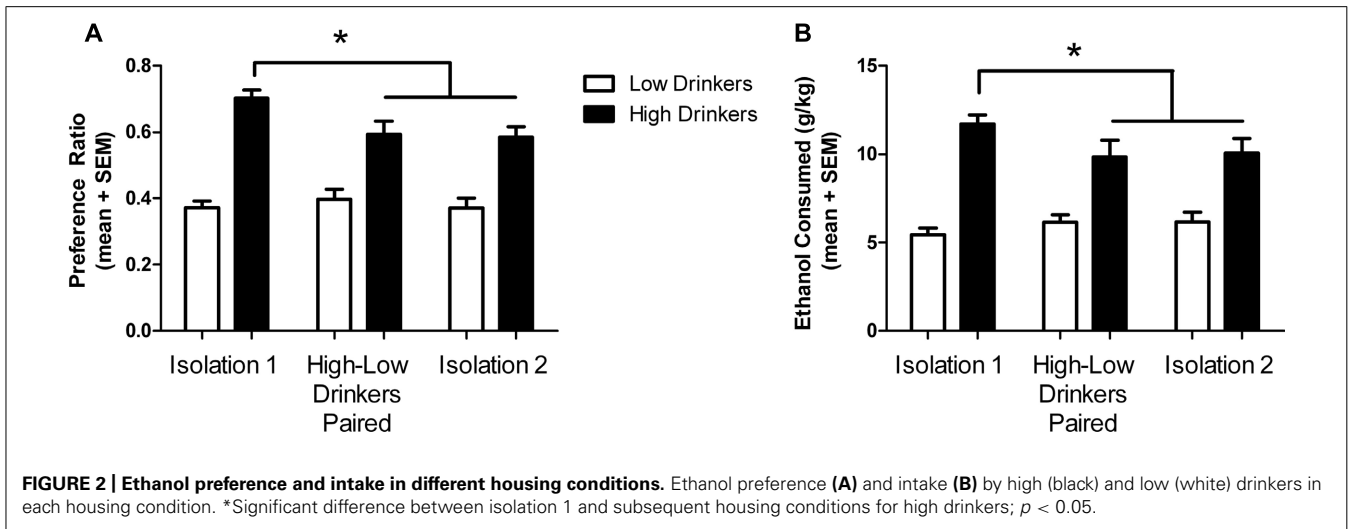 A
*
Preference Ratio
(mean + SEM)
0.8
0.6
0.4
0.2
0.0
Isolation 1
High-Low
Drinkers
Paired
Isolation 2
Low Drinkers
High Drinkers
B
*
Ethanol Consumed (g/kg)
(mean + SEM)
15
10
5
0
Isolation 1
High-Low
Drinkers
Paired
Isolation 2
FIGURE 2 | Ethanol preference and intake in different housing conditions. Ethanol preference (A) and intake (B) by high (black) and low (white) drinkers in
each housing condition. *Significant difference between isolation 1 and subsequent housing conditions for high drinkers; p < 0.05.